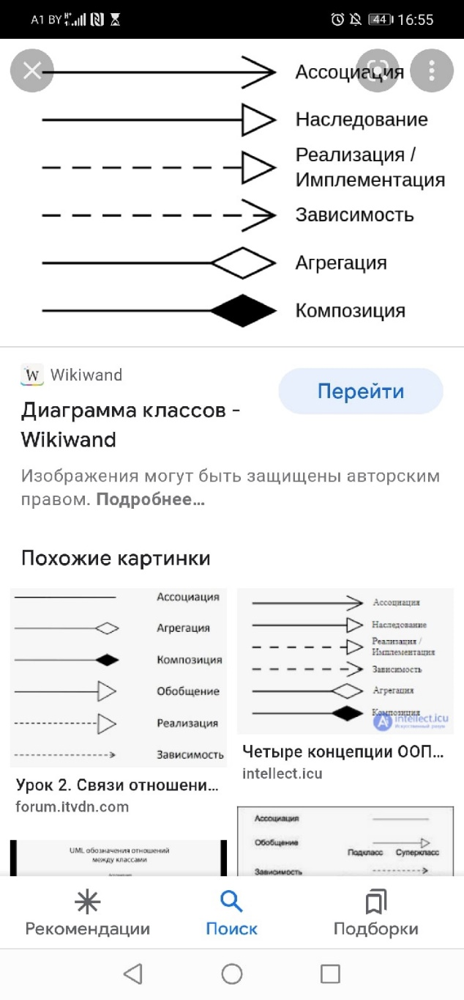 A1 BY
44
16:55
Ассоциация
Наследование
Реализация /
Имплементация
Зависимость
Агрегация
Композиция
W Wikiwand
Перейти
Диаграмма классов -
Wikiwand
Изображения могут быть защищены авторским
правом. Подробнее...
Похожие картинки
Ассоциация
Агрегация
Композиция
Обобщение
Реализация
Зависимость
Урок 2. Связи отношени...
forum.itvdn.com
Ассоциация
Наследование
Реализация /
Имплементация
Зависимость
Агрегация
Композиция
intellect.icu
Искусственный разум
Четыре концепции ООП...
intellect.icu
UML обозначения отношений
между классами
Ассоциация
Обобщение
Подкласс Суперкласс
Зависимость
Рекомендации
Поиск
Подборки